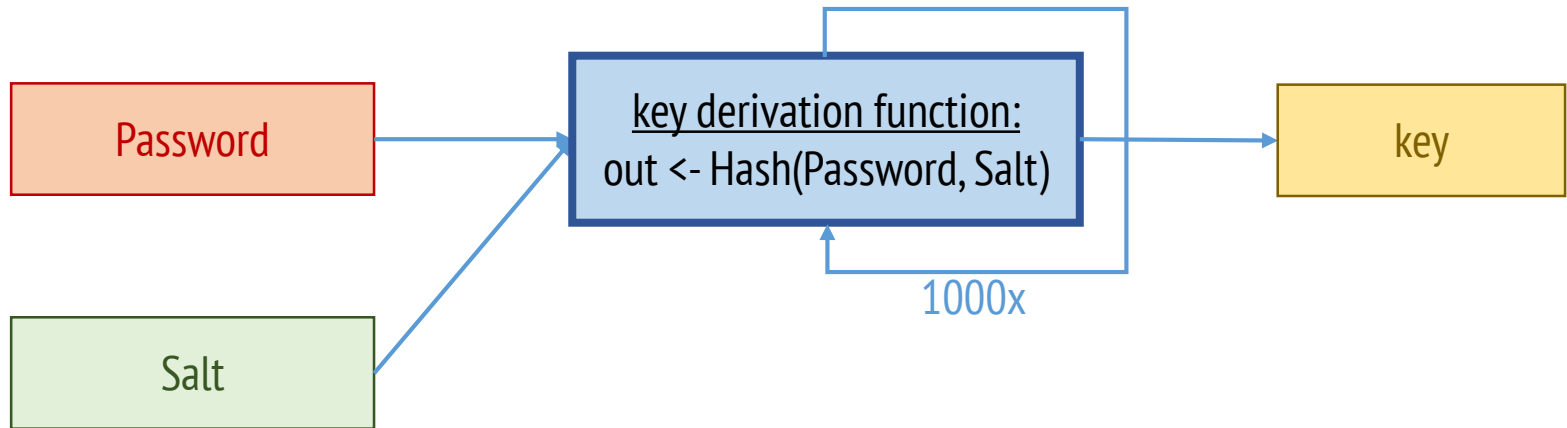 Password
Salt
key derivation function:
out <- Hash(Password, Salt)
1000x
key